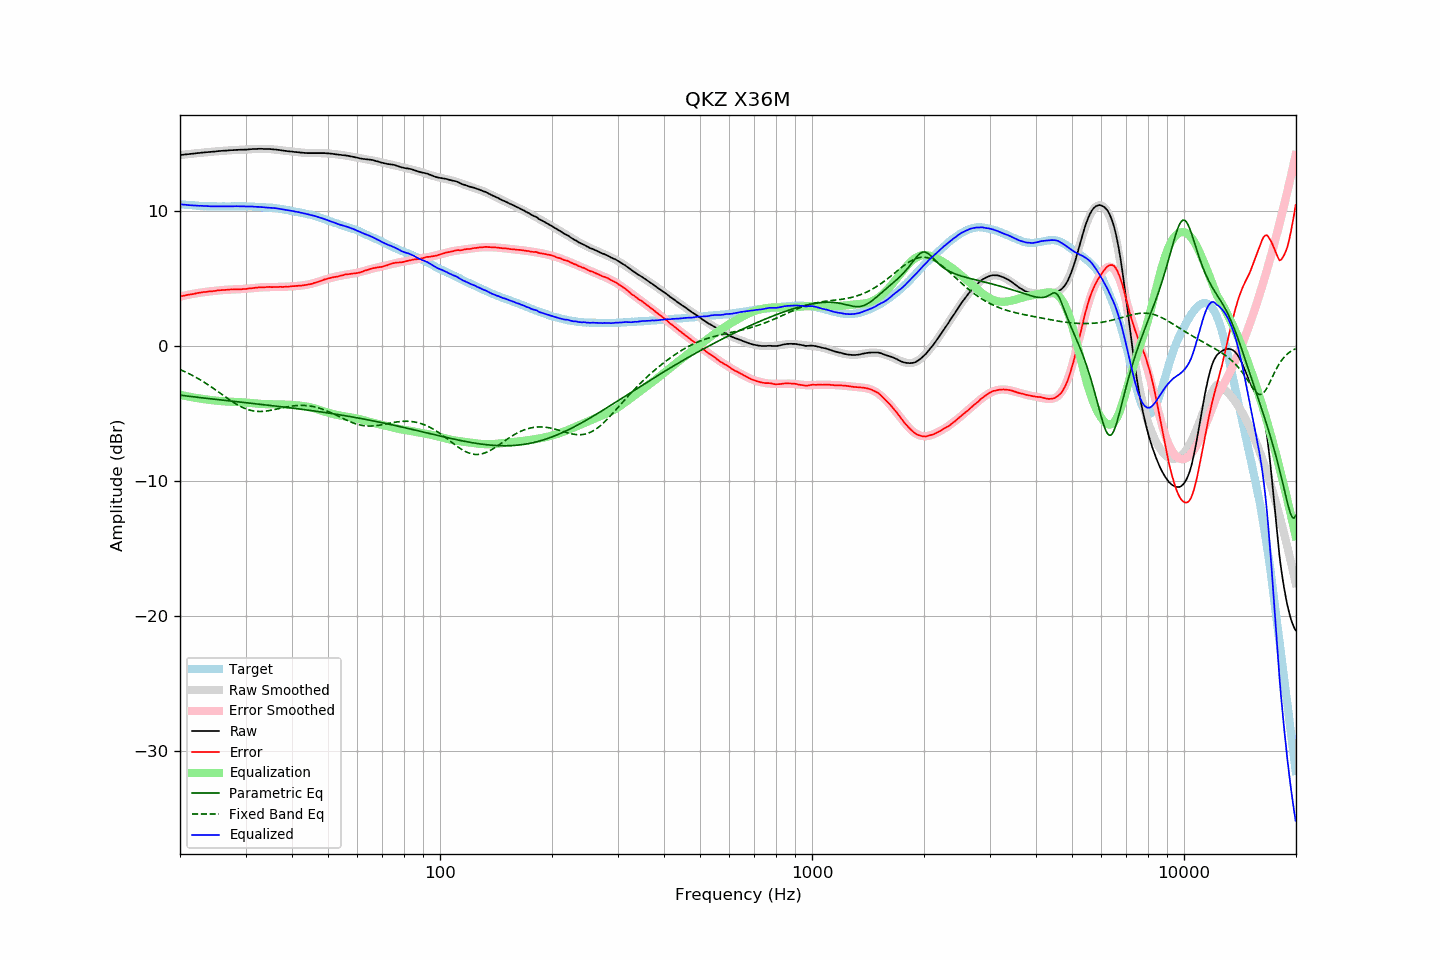 QKZ X36M
Amplitude (dBr)
10
0
−10
−20
−30
Target
Raw Smoothed
Error Smoothed
Raw
Error
Equalization
Parametric Eq
Fixed Band Eq
Equalized
100 1000 10000
Frequency (Hz)